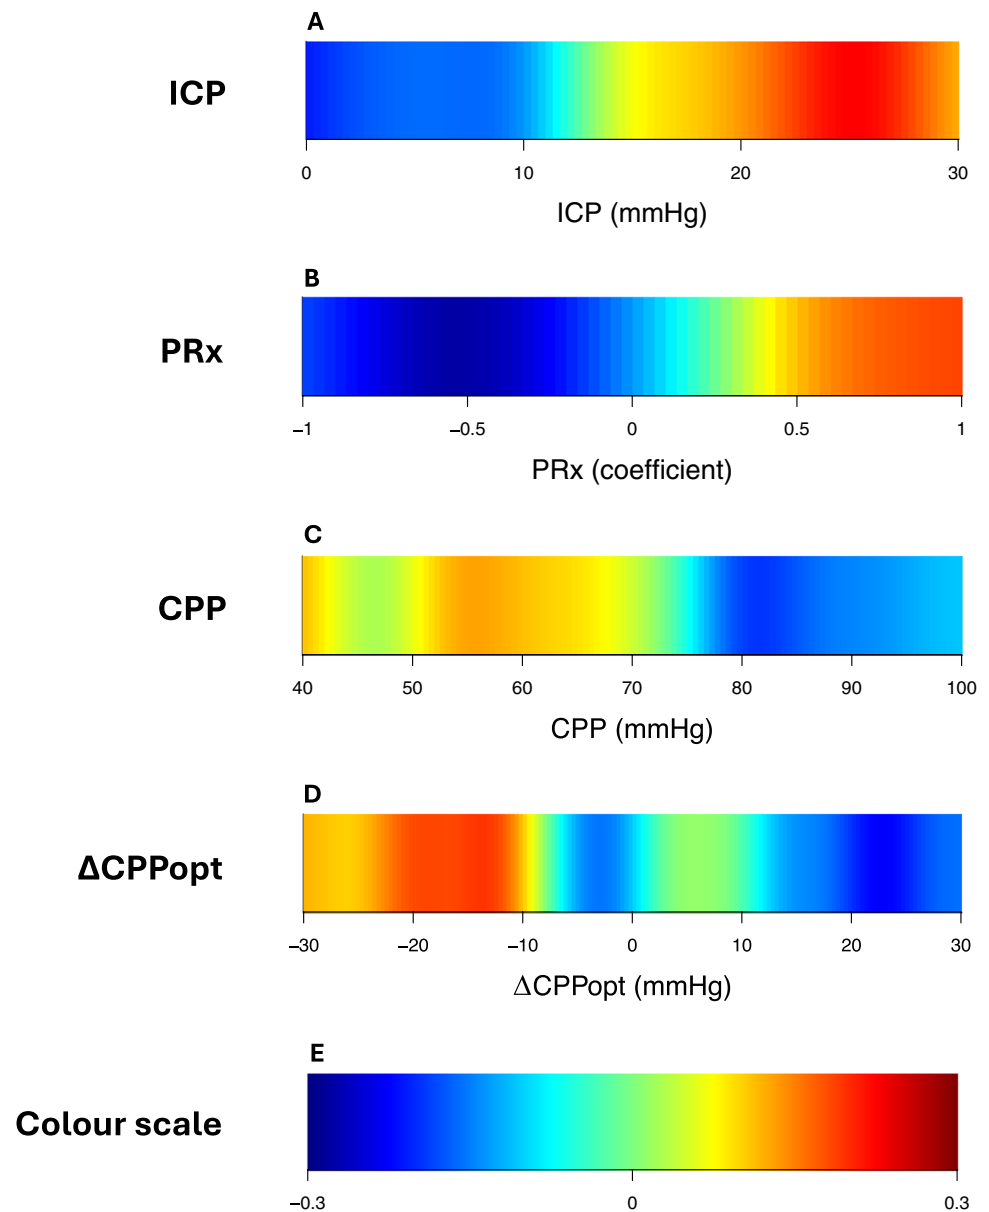 A
ICP
0 10 20 30
ICP (mmHg)
B
PRx
−1 −0.5 0 0.5 1
PRx (coefficient)
C
CPP
40 50 60 70 80 90 100
CPP (mmHg)
D
ΔCPPopt
−30 −20 −10 0 10 20 30
ΔCPPopt (mmHg)
E
Colour scale
−0.3 0 0.3